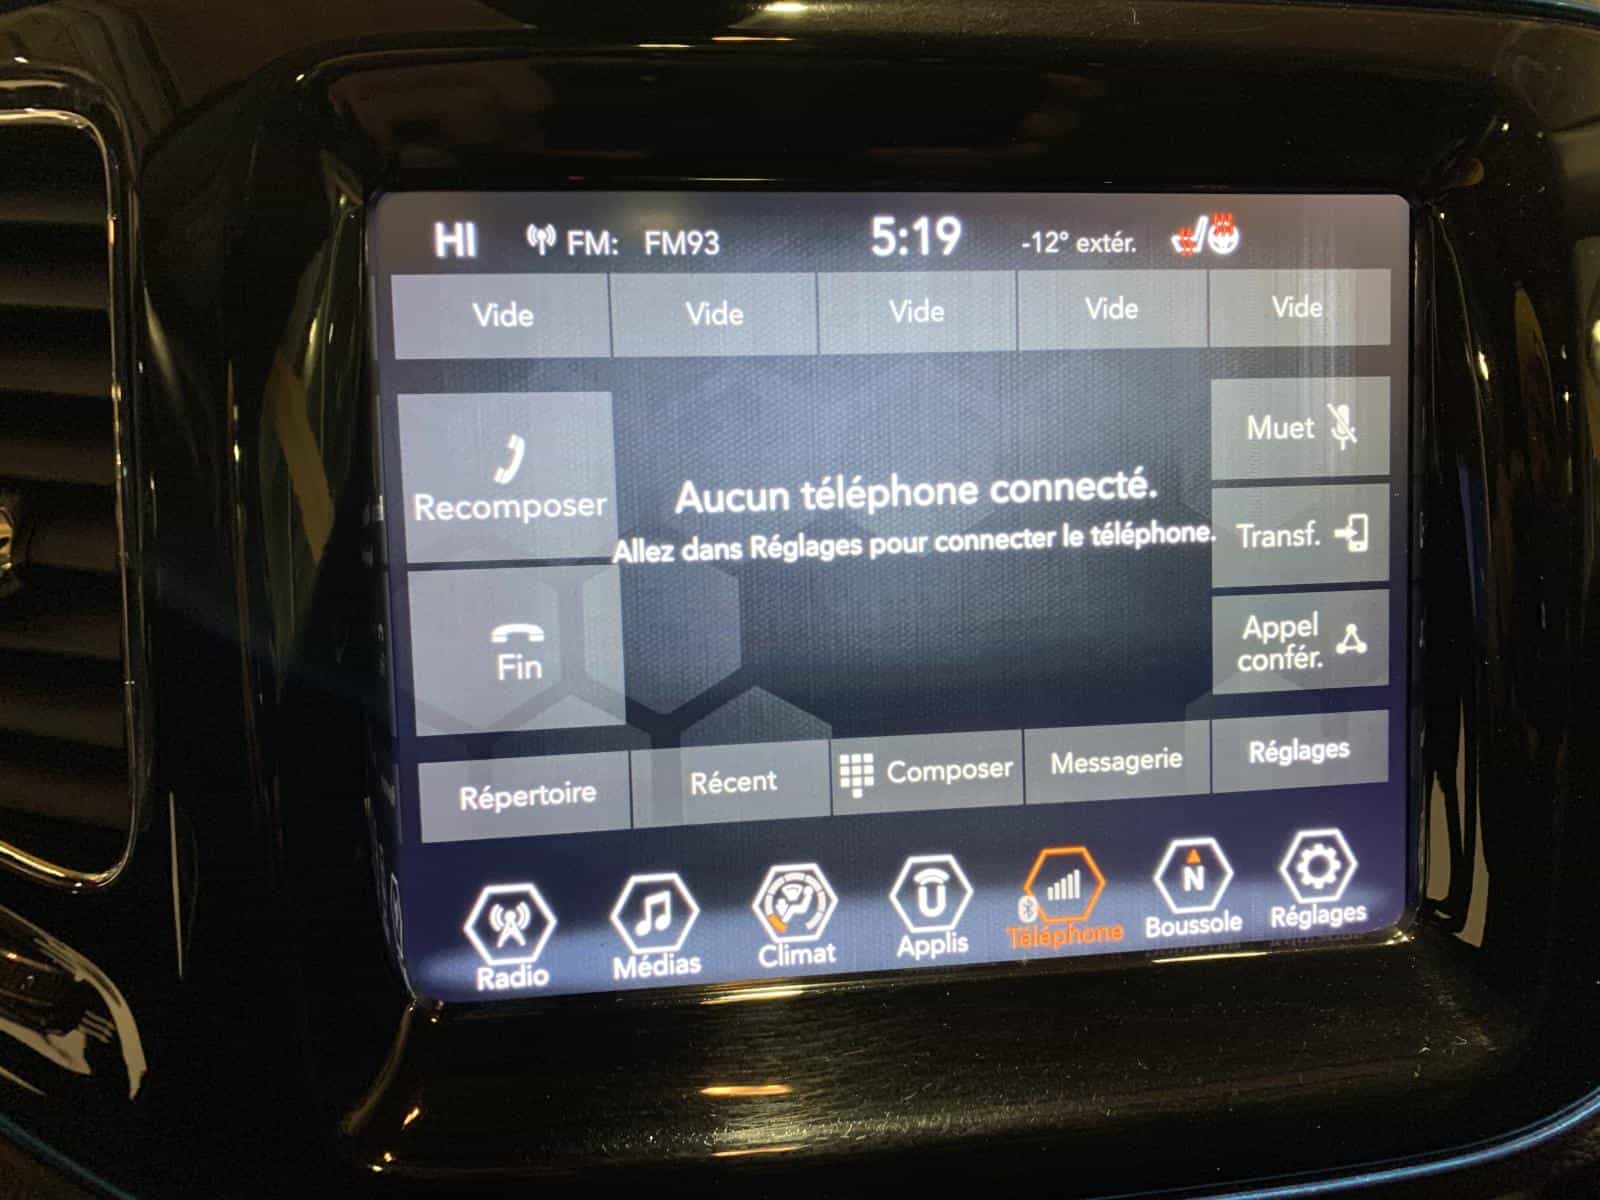 HI FM: FM93 5:19 -12° extér.
Vide Vide Vide Vide Vide
Recomposer
Aucun téléphone connecté.
Allez dans Réglages pour connecter le téléphone.
Fin
Muet
Transf.
Appel
confér.
Répertoire Récent Composer Messagerie Réglages
N
Radio Médias Climat Applis Téléphone Boussole Réglages